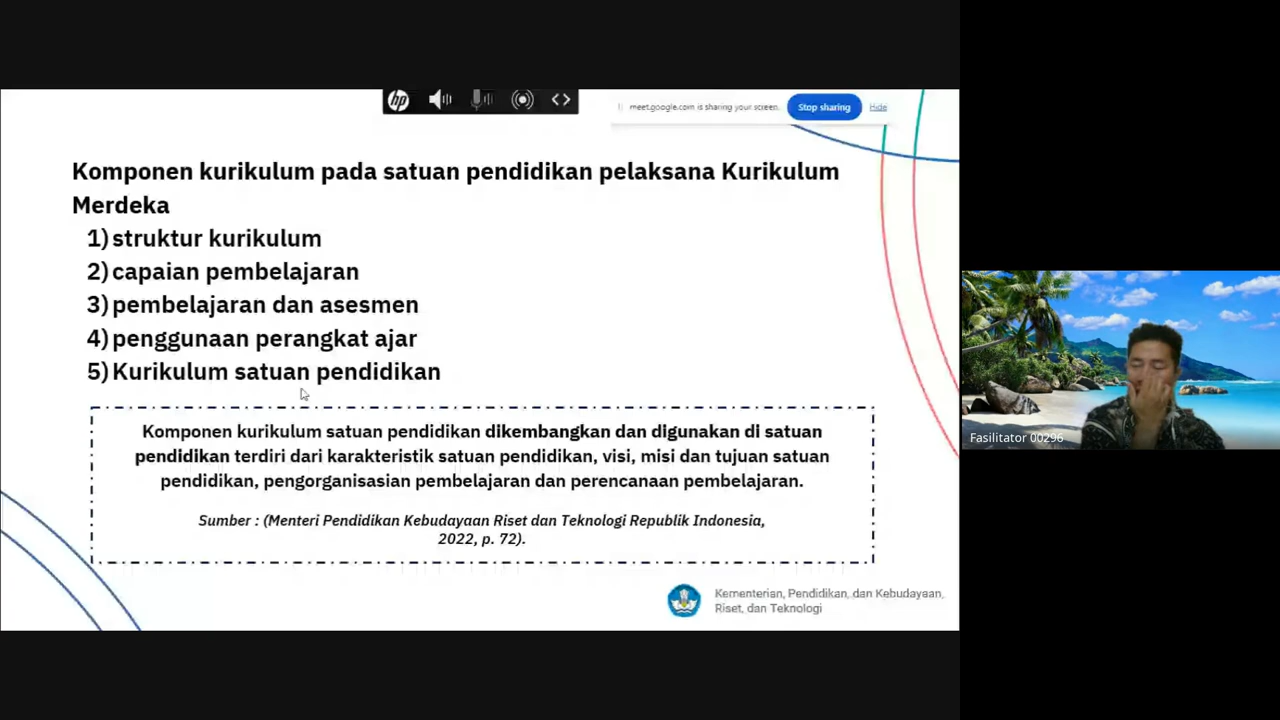 meet.google.com is sharing your screen.
Stop sharing
Hide
Komponen kurikulum pada satuan pendidikan pelaksana Kurikulum
Merdeka
1) struktur kurikulum
2) capaian pembelajaran
3) pembelajaran dan asesmen
4) penggunaan perangkat ajar
5) Kurikulum satuan pendidikan
Komponen kurikulum satuan pendidikan dikembangkan dan digunakan di satuan
pendidikan terdiri dari karakteristik satuan pendidikan, visi, misi dan tujuan satuan
pendidikan, pengorganisasian pembelajaran dan perencanaan pembelajaran.
Sumber : (Menteri Pendidikan Kebudayaan Riset dan Teknologi Republik Indonesia,
2022, p. 72).
Kementerian, Pendidikan, dan Kebudayaan,
Riset, dan Teknologi
hp
Fasilitator 00296